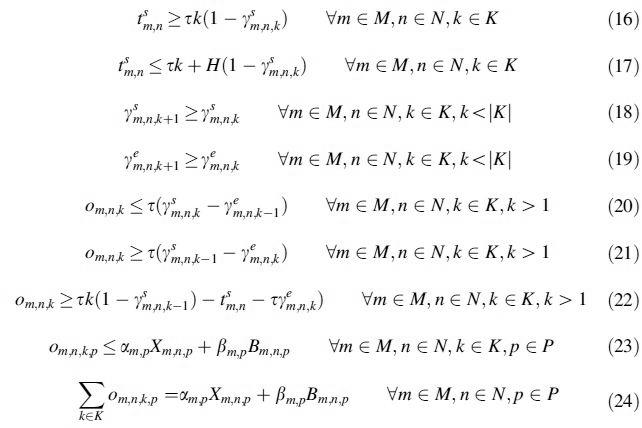 t^s_{m,n} ≥ τk(1 − γ^s_{m,n,k}) ∀m ∈ M, n ∈ N, k ∈ K (16)
t^s_{m,n} ≤ τk + H(1 − γ^s_{m,n,k}) ∀m ∈ M, n ∈ N, k ∈ K (17)
γ^s_{m,n,k+1} ≥ γ^s_{m,n,k} ∀m ∈ M, n ∈ N, k ∈ K, k < |K| (18)
γ^e_{m,n,k+1} ≥ γ^e_{m,n,k} ∀m ∈ M, n ∈ N, k ∈ K, k < |K| (19)
o_{m,n,k} ≤ τ(γ^s_{m,n,k} − γ^e_{m,n,k−1}) ∀m ∈ M, n ∈ N, k ∈ K, k > 1 (20)
o_{m,n,k} ≥ τ(γ^s_{m,n,k−1} − γ^e_{m,n,k}) ∀m ∈ M, n ∈ N, k ∈ K, k > 1 (21)
o_{m,n,k} ≥ τk(1 − γ^s_{m,n,k−1}) − t^s_{m,n} − τγ^e_{m,n,k}) ∀m ∈ M, n ∈ N, k ∈ K, k > 1 (22)
o_{m,n,k,p} ≤ α_{m,p}X_{m,n,p} + β_{m,p}B_{m,n,p} ∀m ∈ M, n ∈ N, k ∈ K, p ∈ P (23)
∑_{k∈K} o_{m,n,k,p} = α_{m,p}X_{m,n,p} + β_{m,p}B_{m,n,p} ∀m ∈ M, n ∈ N, p ∈ P (24)